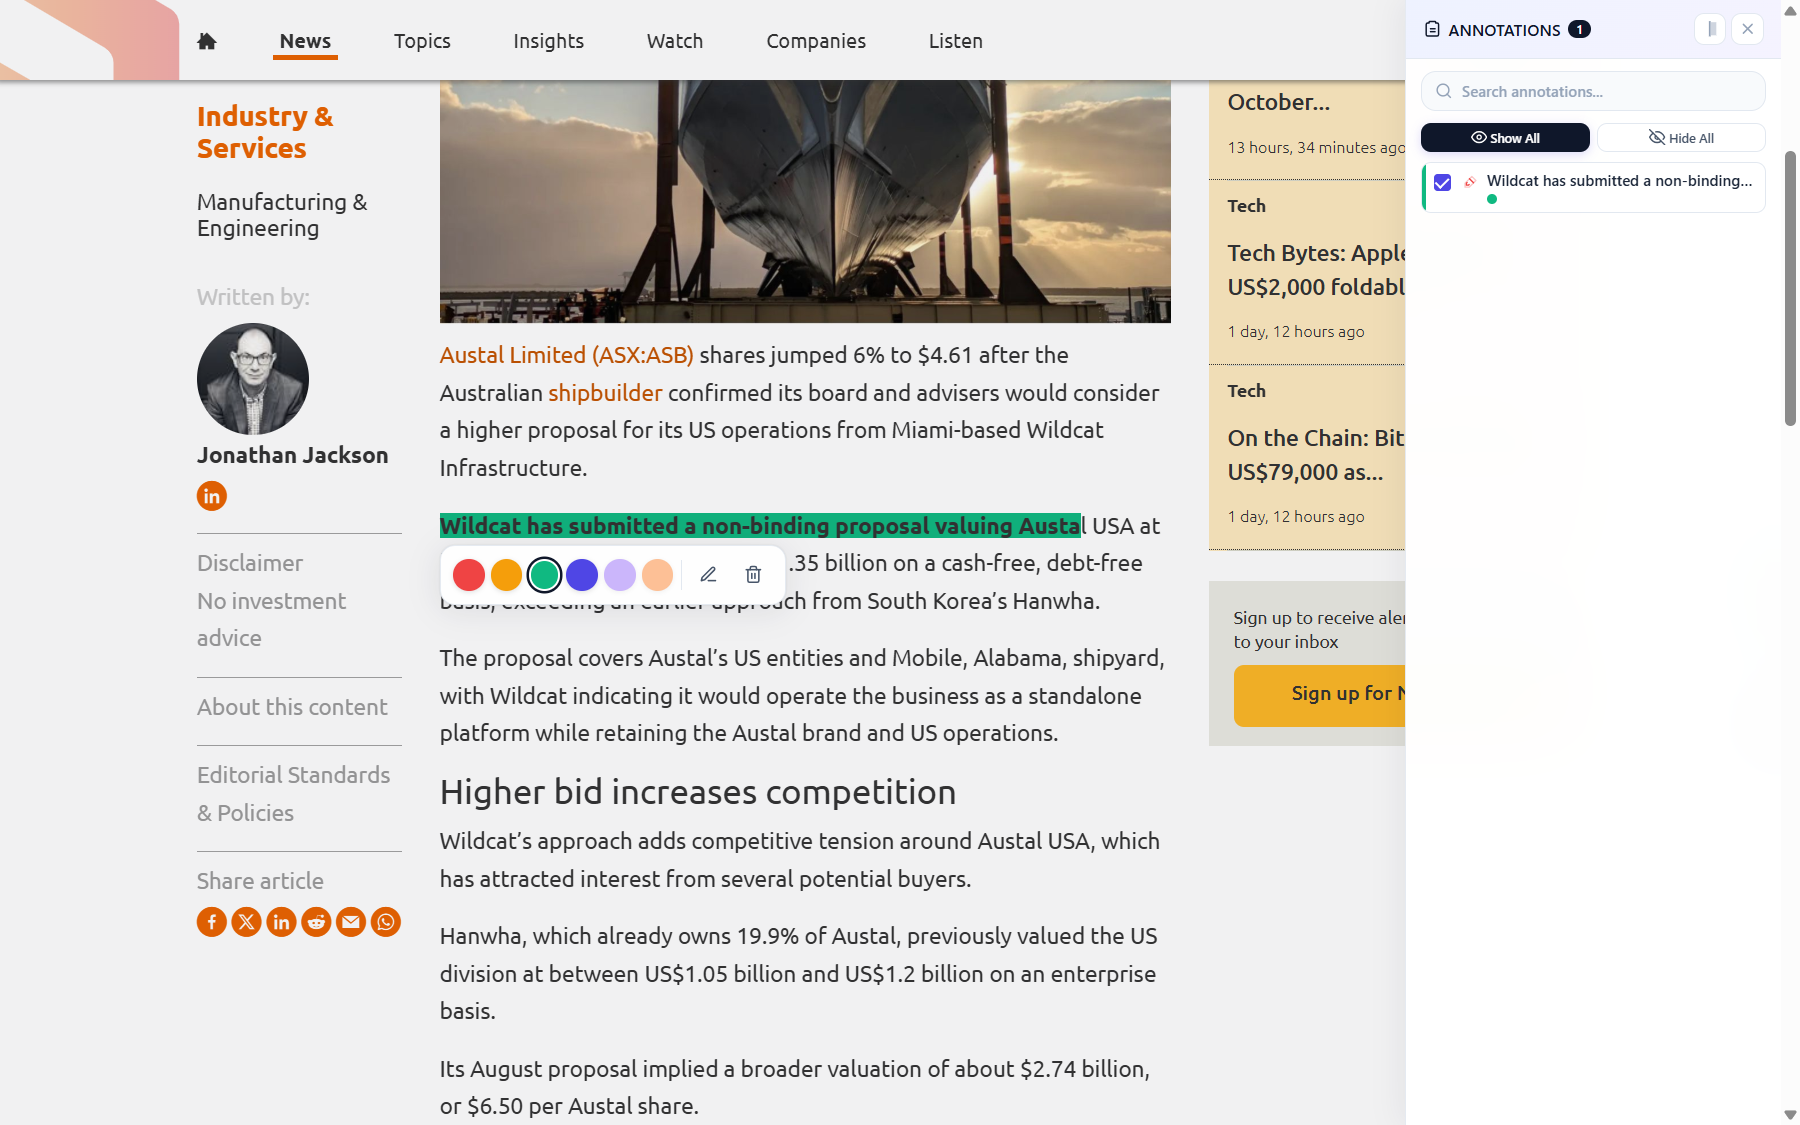 News
Topics
Insights
Watch
Companies
Listen
Industry &
Services
Manufacturing &
Engineering
Written by:
Jonathan Jackson
Disclaimer
No investment
advice
About this content
Editorial Standards
& Policies
Share article
Austal Limited (ASX:ASB) shares jumped 6% to $4.61 after the
Australian shipbuilder confirmed its board and advisers would consider
a higher proposal for its US operations from Miami-based Wildcat
Infrastructure.
Wildcat has submitted a non-binding proposal valuing Austal USA at
.35 billion on a cash-free, debt-free
basis, exceeding an earlier approach from South Korea’s Hanwha.
The proposal covers Austal’s US entities and Mobile, Alabama, shipyard,
with Wildcat indicating it would operate the business as a standalone
platform while retaining the Austal brand and US operations.
Higher bid increases competition
Wildcat’s approach adds competitive tension around Austal USA, which
has attracted interest from several potential buyers.
Hanwha, which already owns 19.9% of Austal, previously valued the US
division at between US$1.05 billion and US$1.2 billion on an enterprise
basis.
Its August proposal implied a broader valuation of about $2.74 billion,
or $6.50 per Austal share.
October...
13 hours, 34 minutes ago
Tech
Tech Bytes: Apple
US$2,000 foldabl
1 day, 12 hours ago
Tech
On the Chain: Bit
US$79,000 as...
1 day, 12 hours ago
Sign up to receive aler
to your inbox
Sign up for N
ANNOTATIONS 1
Search annotations...
Show All
Hide All
Wildcat has submitted a non-binding...